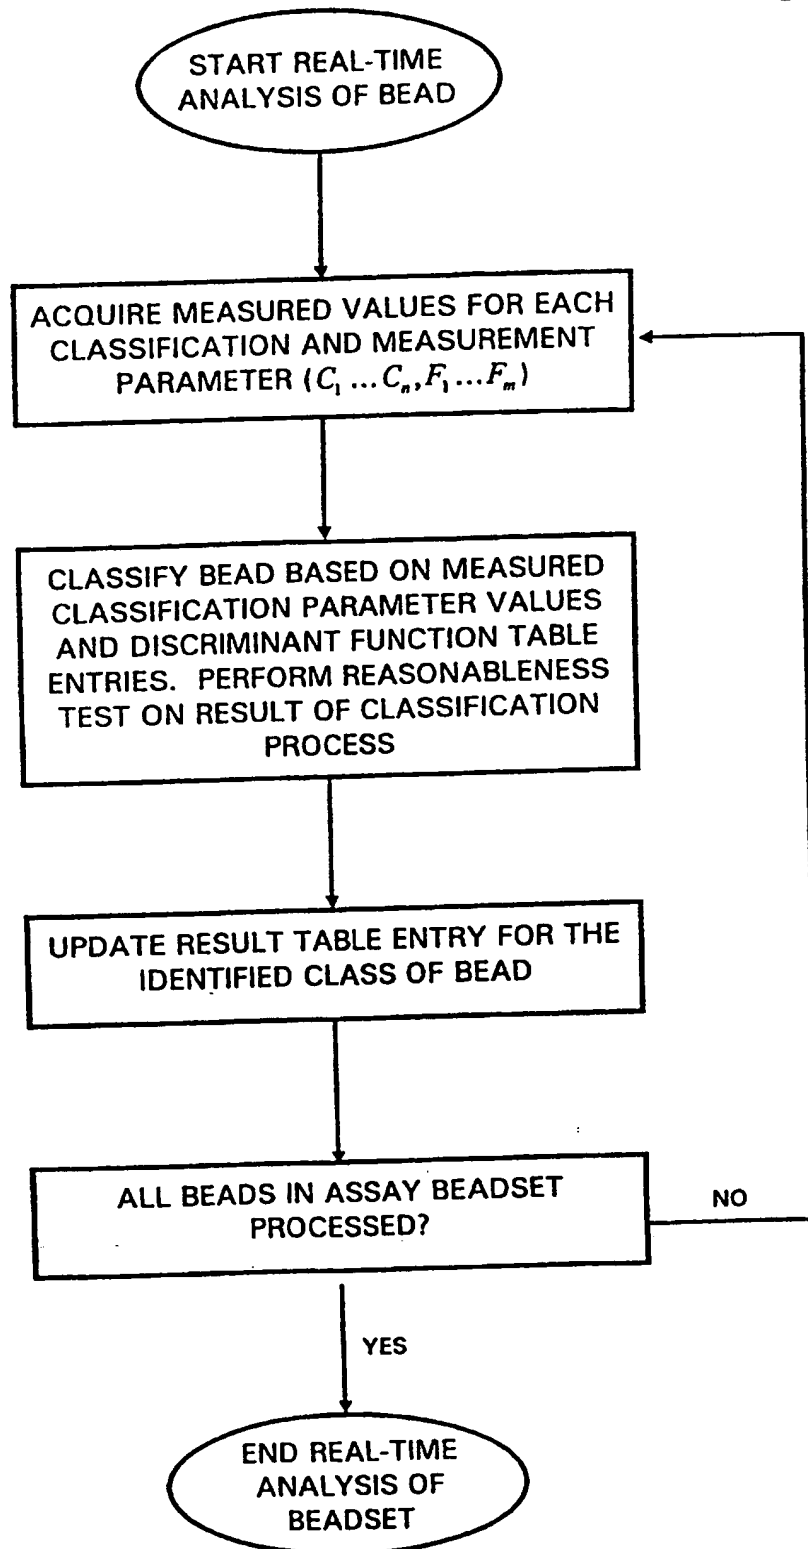 START REAL-TIME
ANALYSIS OF BEAD
ACQUIRE MEASURED VALUES FOR EACH
CLASSIFICATION AND MEASUREMENT
PARAMETER (C₁ ...Cₙ,F₁...Fₘ)
CLASSIFY BEAD BASED ON MEASURED
CLASSIFICATION PARAMETER VALUES
AND DISCRIMINANT FUNCTION TABLE
ENTRIES. PERFORM REASONABLENESS
TEST ON RESULT OF CLASSIFICATION
PROCESS
UPDATE RESULT TABLE ENTRY FOR THE
IDENTIFIED CLASS OF BEAD
ALL BEADS IN ASSAY BEADSET
PROCESSED?
NO
YES
END REAL-TIME
ANALYSIS OF
BEADSET